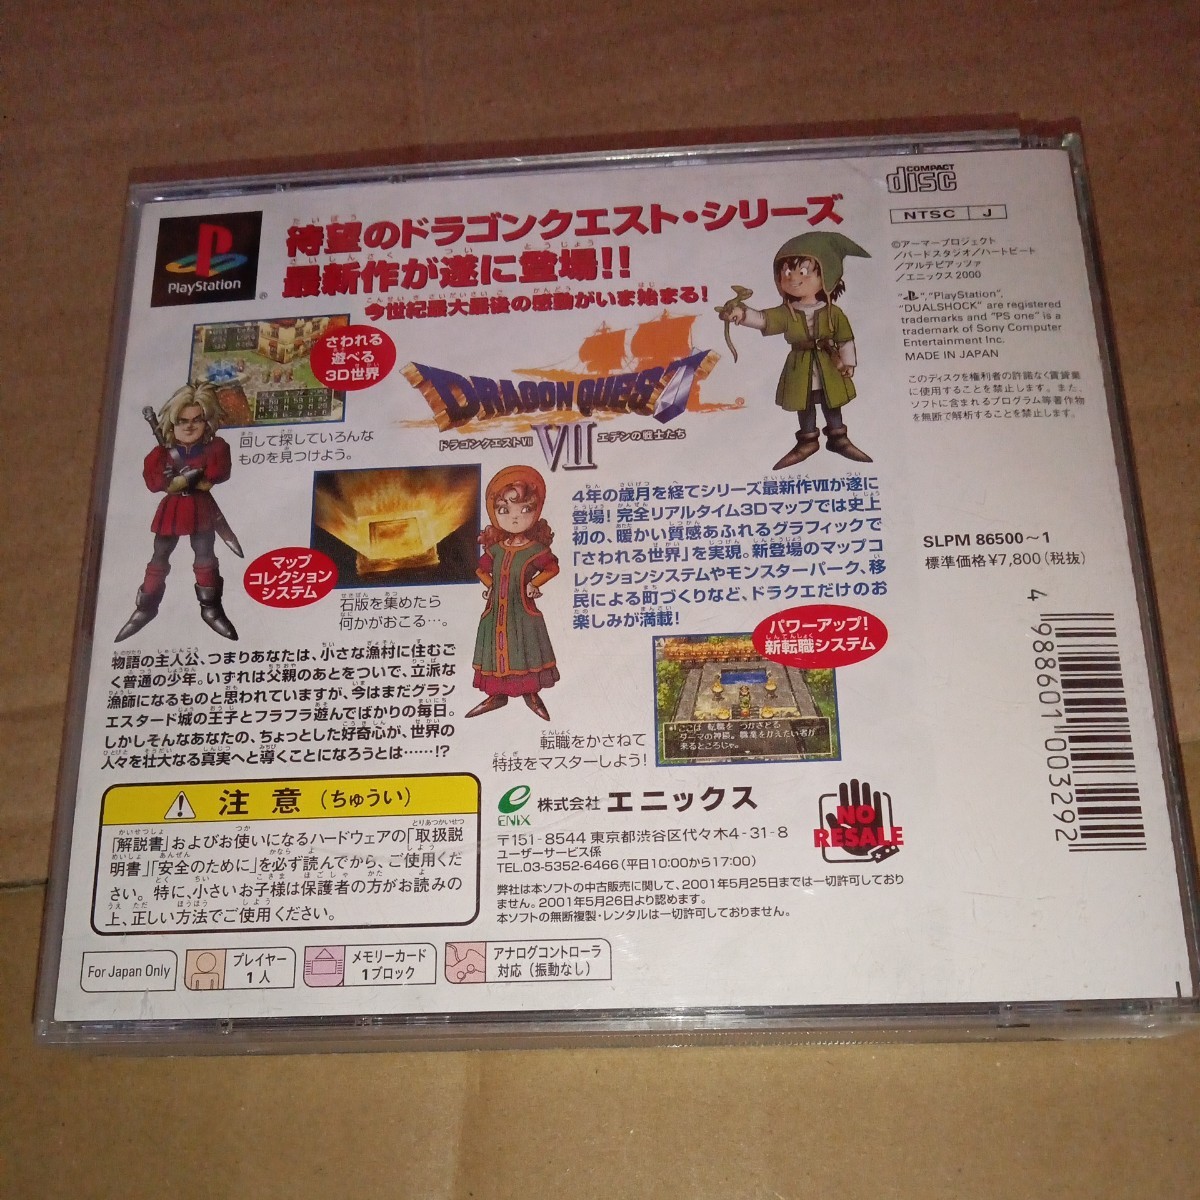 待望のドラゴンクエスト・シリーズ
最新作が遂に登場!!
今世紀最大最後の感動がいま始まる!
PlayStation
さわれる
遊べる
3D世界
回して探していろんな
ものを見つけよう。
DRAGON QUEST
VII
ドラゴンクエストVII エデンの戦士たち
マップ
コレクション
システム
石版を集めたら
何かがおこる…。
4年の歳月を経てシリーズ最新作VIIが遂に
登場!完全リアルタイム3Dマップでは史上
初の、暖かい質感あふれるグラフィックで
「さわれる世界」を実現。新登場のマップコ
レクションシステムやモンスターパーク、移
民による町づくりなど、ドラクエだけのお
楽しみが満載!
パワーアップ!
新転職システム
ここは 転職を つかさどる
ダーマの神殿。職業をかえたい者が
来るところじゃ。
転職をかさねて
特技をマスターしよう!
物語の主人公、つまりあなたは、小さな漁村に住むご
く普通の少年。いずれは父親のあとをついで、立派な
漁師になるものと思われていますが、今はまだグラン
エスタード城の王子とフラフラ遊んでばかりの毎日。
しかしそんなあなたの、ちょっとした好奇心が、世界の
人々を壮大なる真実へと導くことになろうとは……!?
注意(ちゅうい)
「解説書」およびお使いになるハードウェアの「取扱説
明書」「安全のために」を必ず読んでから、ご使用くだ
さい。特に、小さいお子様は保護者の方がお読みの
上、正しい方法でご使用ください。
ENIX
株式会社 エニックス
〒151-8544 東京都渋谷区代々木4-31-8
ユーザーサービス係
TEL.03-5352-6466(平日10:00から17:00)
弊社は本ソフトの中古販売に関して、2001年5月25日までは一切許可しており
ません。2001年5月26日より認めます。
本ソフトの無断複製・レンタルは一切許可しておりません。
NO
RESALE
For Japan Only
プレイヤー
1人
メモリーカード
1ブロック
アナログコントローラ
対応(振動なし)
COMPACT
disc
NTSC J
©アーマープロジェクト
/バードスタジオ/ハートビート
/アルテピアッツァ
/エニックス2000
" ", "PlayStation",
"DUALSHOCK" are registered
trademarks and "PS one" is a
trademark of Sony Computer
Entertainment Inc.
MADE IN JAPAN
このディスクを権利者の許諾なく賃貸業
に使用することを禁止します。また、
ソフトに含まれるプログラム等著作物
を無断で解析することを禁止します。
SLPM 86500〜1
標準価格¥7,800(税抜)
4 988601 003292